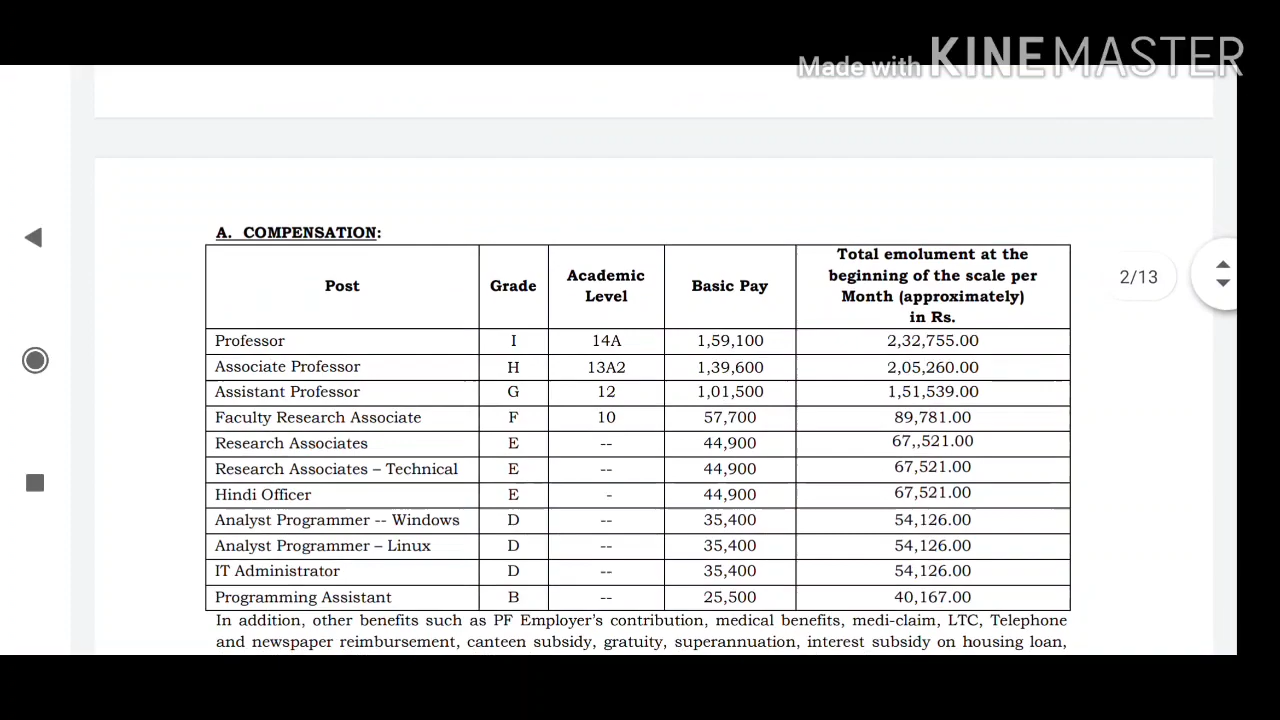 Made with KINEMASTER
A. COMPENSATION:
Post Grade Academic Level Basic Pay Total emolument at the beginning of the scale per Month (approximately) in Rs.
Professor I 14A 1,59,100 2,32,755.00
Associate Professor H 13A2 1,39,600 2,05,260.00
Assistant Professor G 12 1,01,500 1,51,539.00
Faculty Research Associate F 10 57,700 89,781.00
Research Associates E -- 44,900 67,,521.00
Research Associates – Technical E -- 44,900 67,521.00
Hindi Officer E - 44,900 67,521.00
Analyst Programmer -- Windows D -- 35,400 54,126.00
Analyst Programmer – Linux D -- 35,400 54,126.00
IT Administrator D -- 35,400 54,126.00
Programming Assistant B -- 25,500 40,167.00
In addition, other benefits such as PF Employer's contribution, medical benefits, medi-claim, LTC, Telephone
and newspaper reimbursement, canteen subsidy, gratuity, superannuation, interest subsidy on housing loan,
2/13